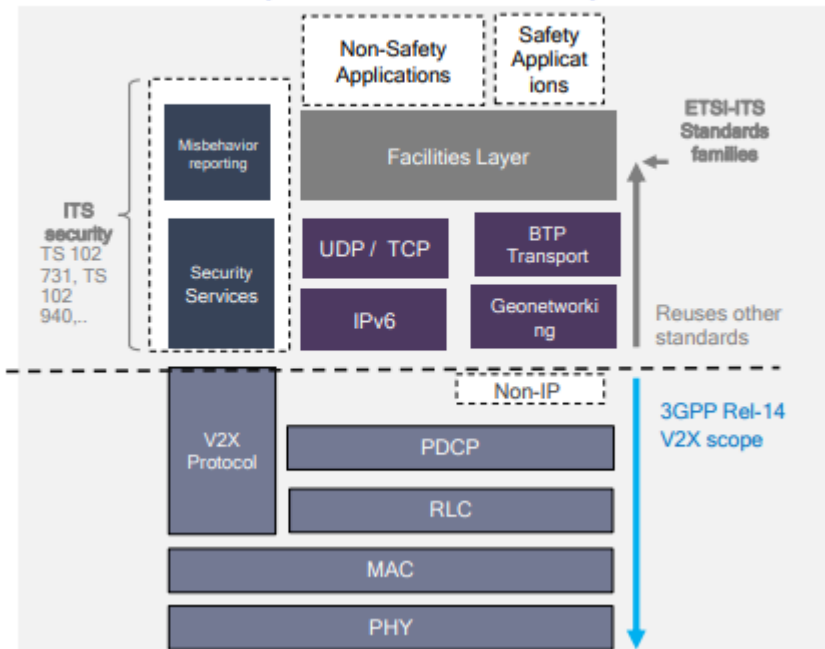 Non-Safety
Applications
Safety
Applicat
ions
Misbehavior
reporting
Facilities Layer
ETSI-ITS
Standards
families
ITS
security
TS 102
731, TS
102
940,..
Security
Services
UDP / TCP
BTP
Transport
IPv6
Geonetworki
ng
Reuses other
standards
Non-IP
3GPP Rel-14
V2X scope
V2X
Protocol
PDCP
RLC
MAC
PHY